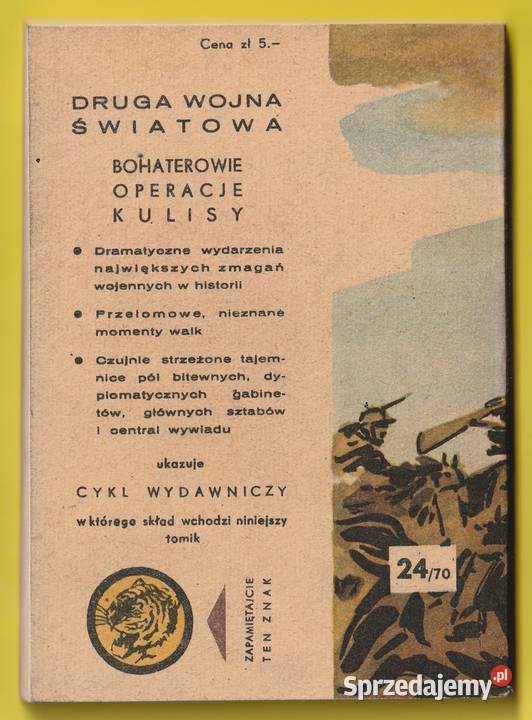 Cena zł 5.–
DRUGA WOJNA
ŚWIATOWA
BOHATEROWIE
OPERACJE
KULISY
● Dramatyczne wydarzenia
największych zmagań
wojennych w historii
● Przełomowe, nieznane
momenty walk
● Czujnie strzeżone tajem-
nice pól bitewnych, dy-
plomatycznych gabine-
tów, głównych sztabów
i central wywiadu
ukazuje
CYKL WYDAWNICZY
w którego skład wchodzi niniejszy
tomik
ZAPAMIĘTAJCIE
TEN ZNAK
24/70
Sprzedajemy.pl